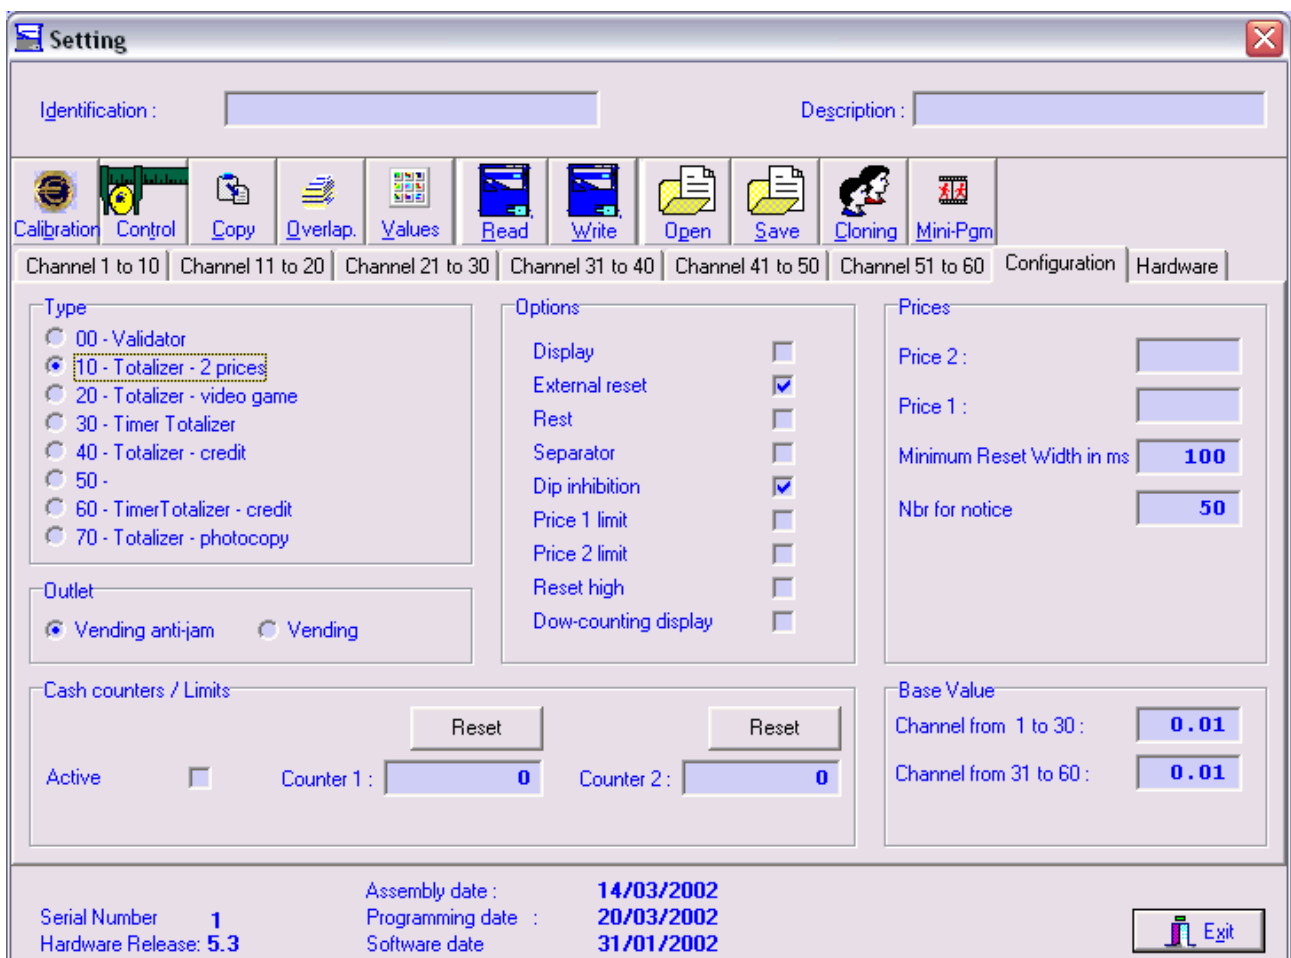 Setting
Identification :
Description :
Calibration Control Copy Overlap. Values Read Write Open Save Cloning Mini-Pgm
Channel 1 to 10 Channel 11 to 20 Channel 21 to 30 Channel 31 to 40 Channel 41 to 50 Channel 51 to 60 Configuration Hardware
Type
00 - Validator
10 - Totalizer - 2 prices
20 - Totalizer - video game
30 - Timer Totalizer
40 - Totalizer - credit
50 -
60 - TimerTotalizer - credit
70 - Totalizer - photocopy
Outlet
Vending anti-jam Vending
Options
Display
External reset
Rest
Separator
Dip inhibition
Price 1 limit
Price 2 limit
Reset high
Dow-counting display
Prices
Price 2 :
Price 1 :
Minimum Reset Width in ms 100
Nbr for notice 50
Cash counters / Limits
Reset Reset
Active Counter 1 : 0 Counter 2 : 0
Base Value
Channel from 1 to 30 : 0.01
Channel from 31 to 60 : 0.01
Serial Number 1
Hardware Release: 5.3
Assembly date : 14/03/2002
Programming date : 20/03/2002
Software date 31/01/2002
Exit